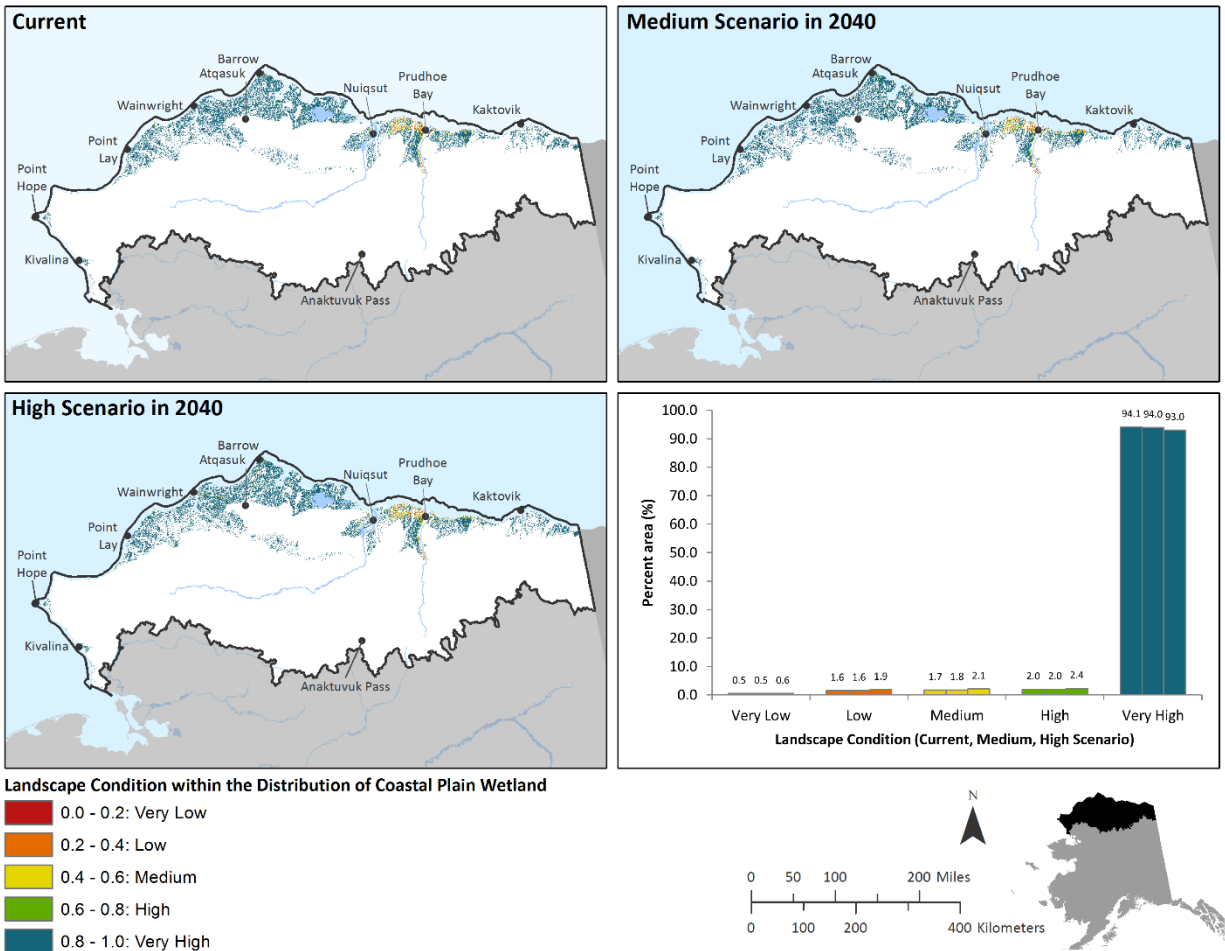 Current
Barrow
Atqasuk
Wainwright
Nuiqsut
Prudhoe
Bay
Kaktovik
Point
Lay
Point
Hope
Kivalina
Anaktuvuk Pass
Medium Scenario in 2040
Barrow
Atqasuk
Wainwright
Nuiqsut
Prudhoe
Bay
Kaktovik
Point
Lay
Point
Hope
Kivalina
Anaktuvuk Pass
High Scenario in 2040
Barrow
Atqasuk
Wainwright
Nuiqsut
Prudhoe
Bay
Kaktovik
Point
Lay
Point
Hope
Kivalina
Anaktuvuk Pass
100.0
90.0
80.0
70.0
60.0
50.0
40.0
30.0
20.0
10.0
0.0
Percent area (%)
0.5 0.5 0.6
1.6 1.6 1.9
1.7 1.8 2.1
2.0 2.0 2.4
94.1 94.0 93.0
Very Low Low Medium High Very High
Landscape Condition (Current, Medium, High Scenario)
Landscape Condition within the Distribution of Coastal Plain Wetland
0.0 - 0.2: Very Low
0.2 - 0.4: Low
0.4 - 0.6: Medium
0.6 - 0.8: High
0.8 - 1.0: Very High
N
0 50 100 200 Miles
0 100 200 400 Kilometers